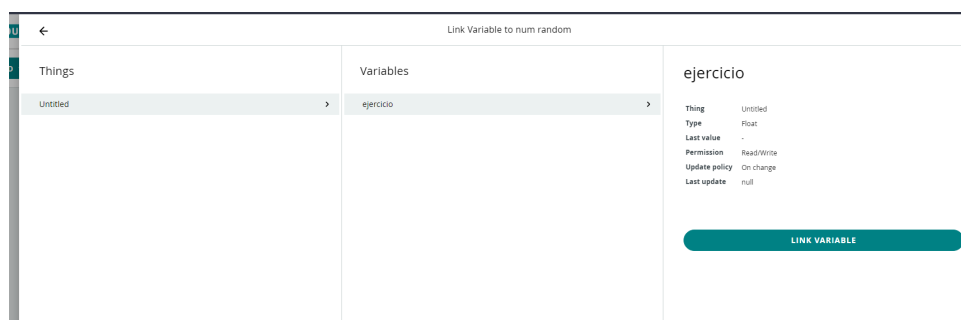 Link Variable to num random
Things
Untitled
Variables
ejercicio
ejercicio
Thing Untitled
Type Float
Last value -
Permission Read/Write
Update policy On change
Last update null
LINK VARIABLE